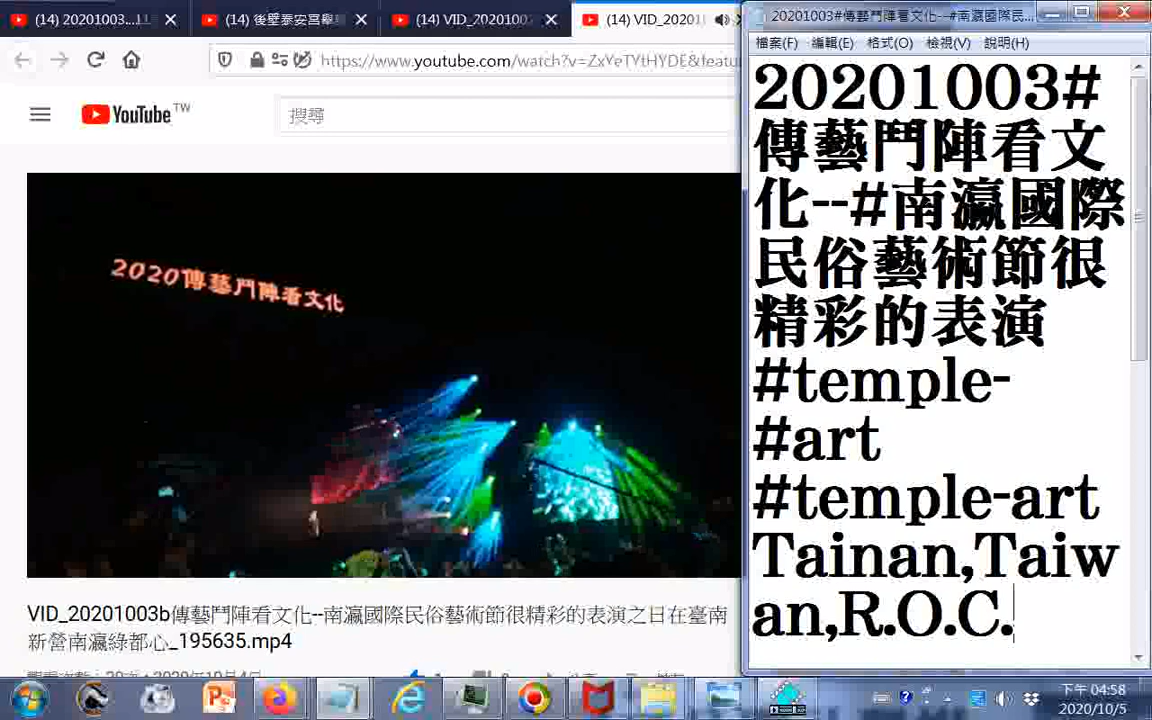 (14) 20201003...L
(14) 後壁泰安宮舉
(14) VID_2020100
(14) VID_20201
20201003#傳藝鬥陣看文化--#南瀛國際民...
檔案(F) 編輯(E) 格式(O) 檢視(V) 說明(H)
https://www.youtube.com/watch?v=ZxYeTYtHYDE&featu
YouTube TW
搜尋
2020傳藝鬥陣看文化
VID_20201003b傳藝鬥陣看文化--南瀛國際民俗藝術節很精彩的表演之日在臺南
新營南瀛綠都心_195635.mp4
20201003#
傳藝鬥陣看文
化--#南瀛國際
民俗藝術節很
精彩的表演
#temple-
#art
#temple-art
Tainan,Taiw
an,R.O.C.
下午 04:58
2020/10/5